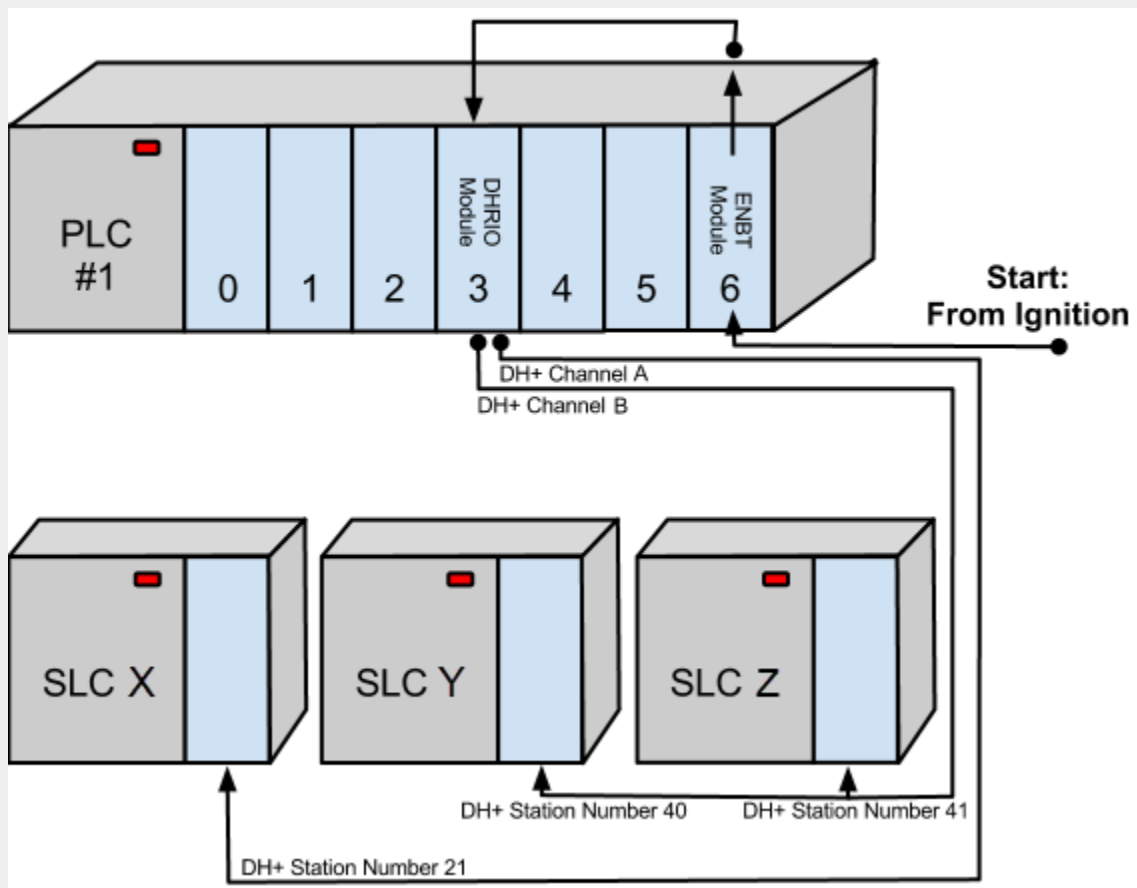 PLC
#1
0
1
2
DHRIO
Module
3
4
5
ENBT
Module
6
Start:
From Ignition
DH+ Channel A
DH+ Channel B
SLC X
SLC Y
SLC Z
DH+ Station Number 40
DH+ Station Number 41
DH+ Station Number 21